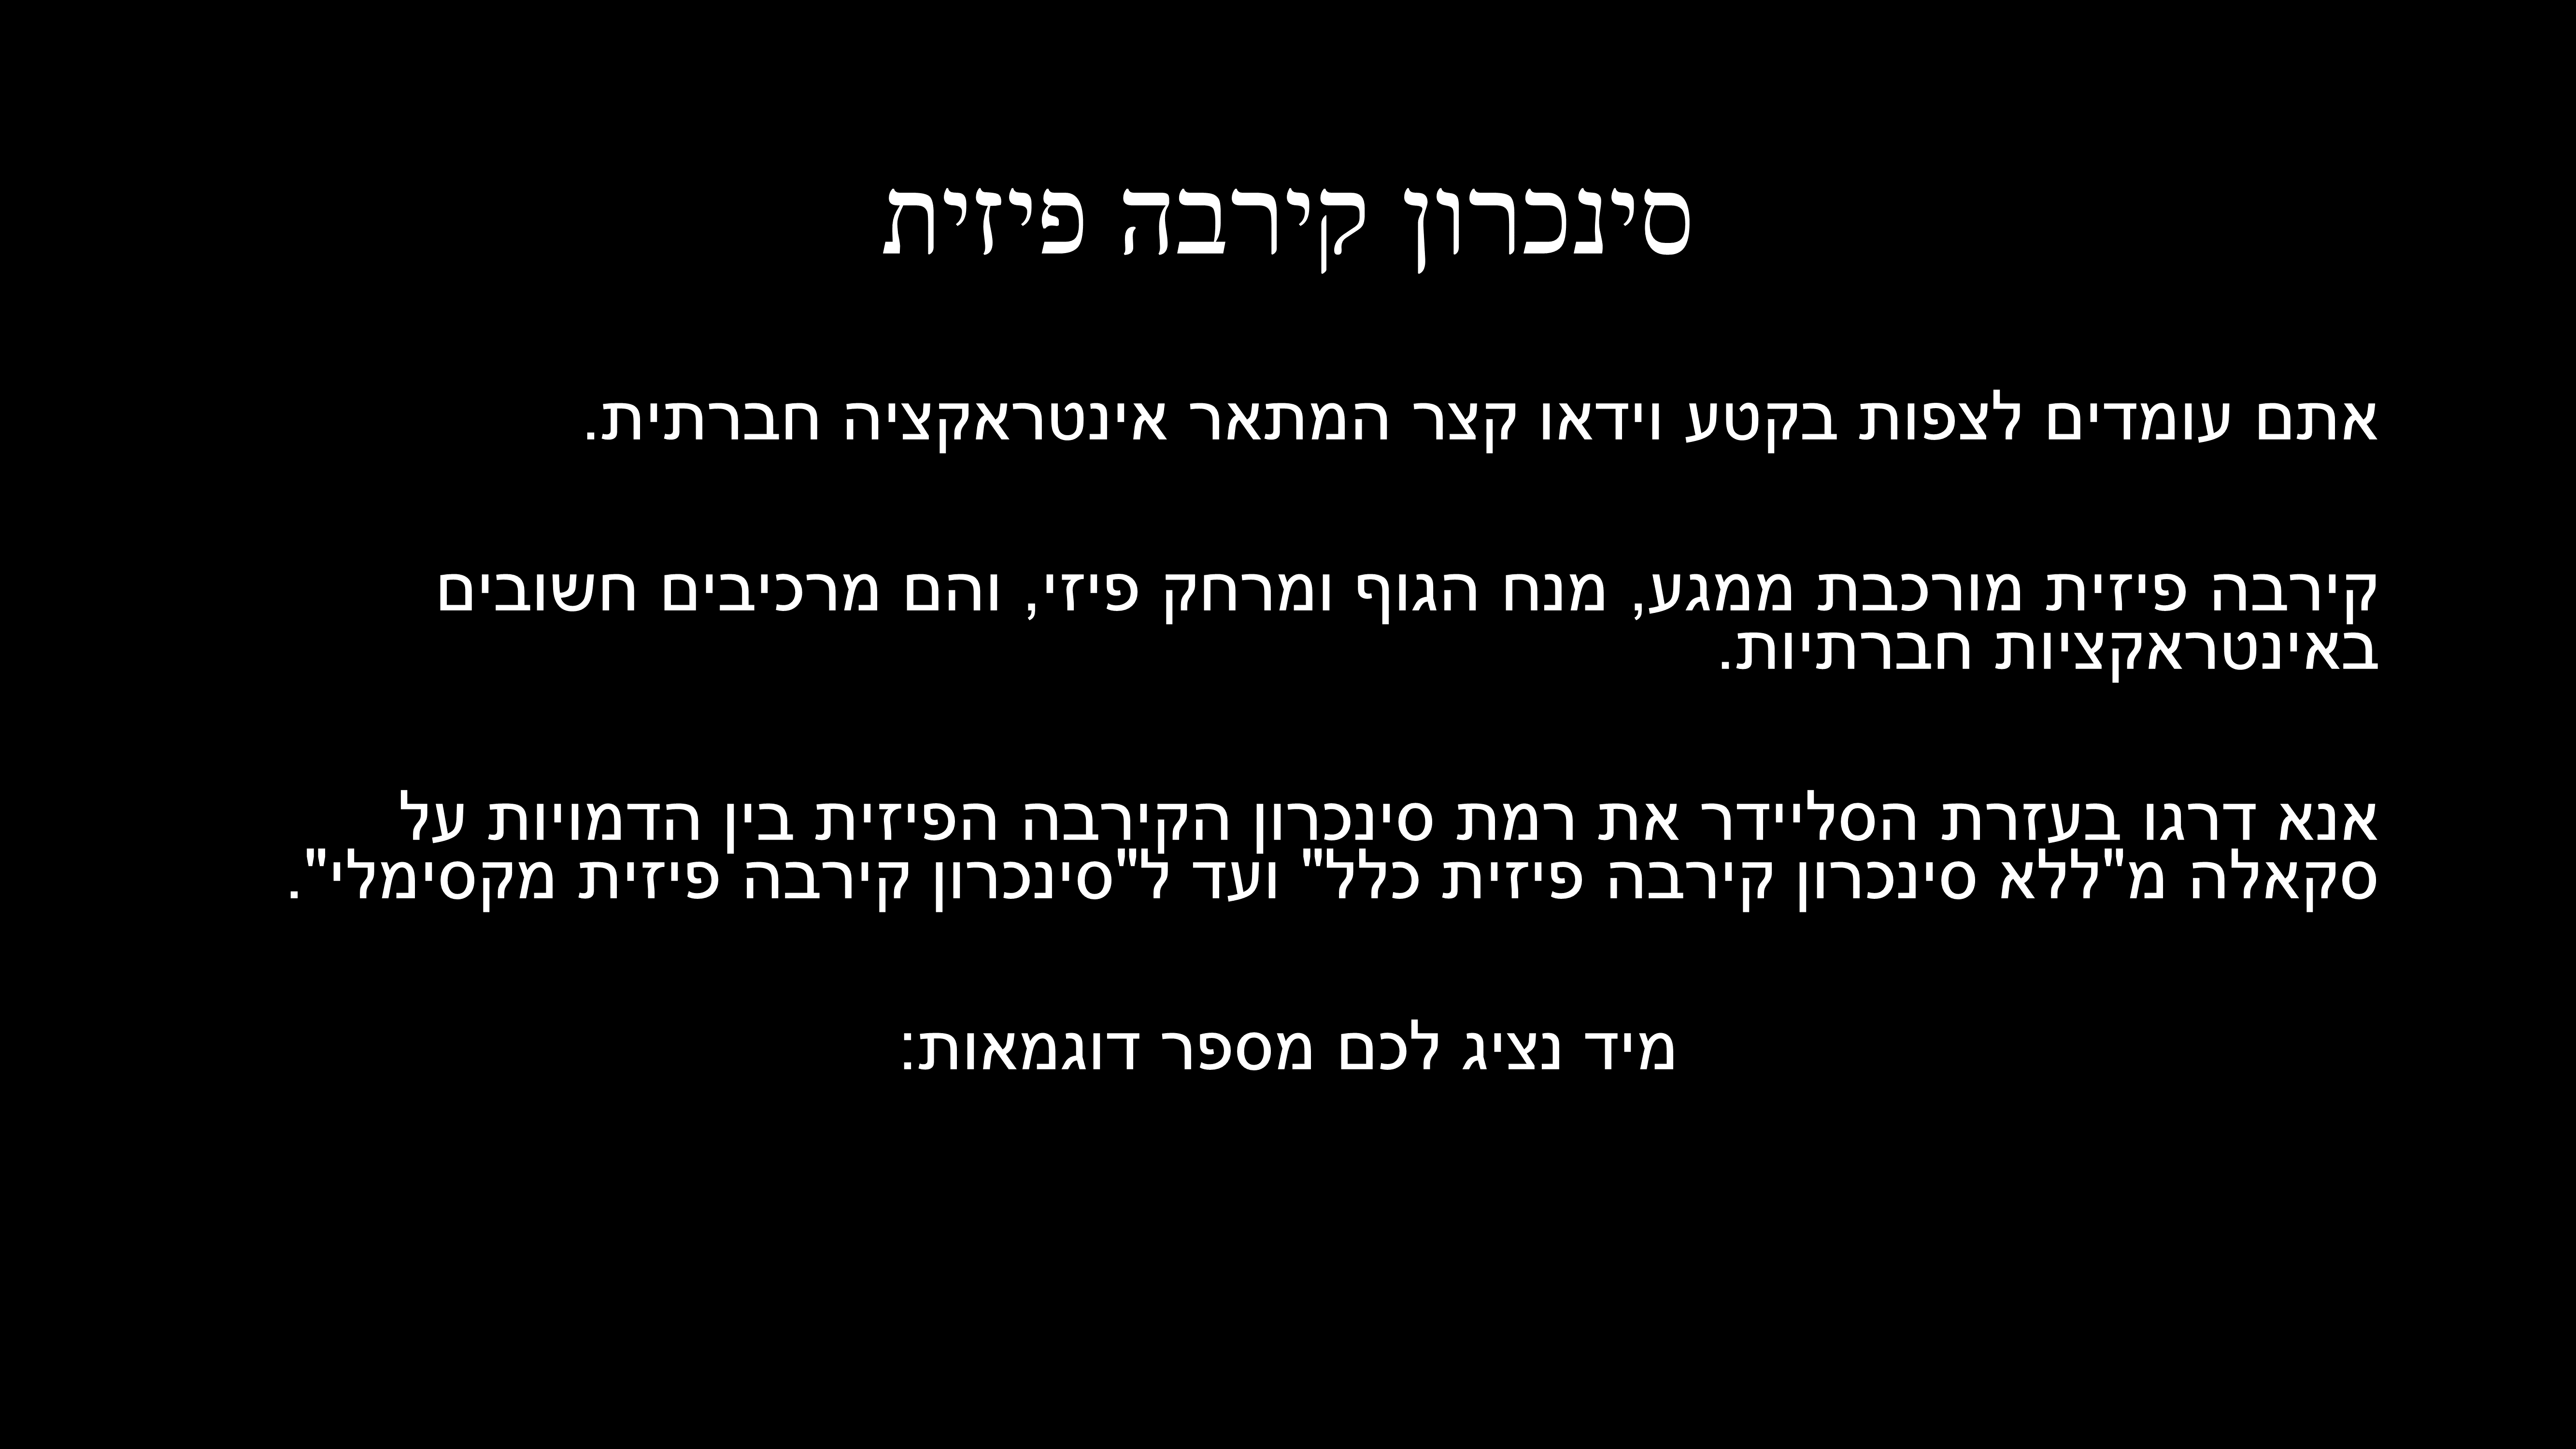 סינכרון קירבה פיזית
אתם עומדים לצפות בקטע וידאו קצר המתאר אינטראקציה חברתית.
קירבה פיזית מורכבת ממגע, מנח הגוף ומרחק פיזי, והם מרכיבים חשובים
באינטראקציות חברתיות.
אנא דרגו בעזרת הסליידר את רמת סינכרון הקירבה הפיזית בין הדמויות על
סקאלה מ"ללא סינכרון קירבה פיזית כלל" ועד ל"סינכרון קירבה פיזית מקסימלי".
מיד נציג לכם מספר דוגמאות: